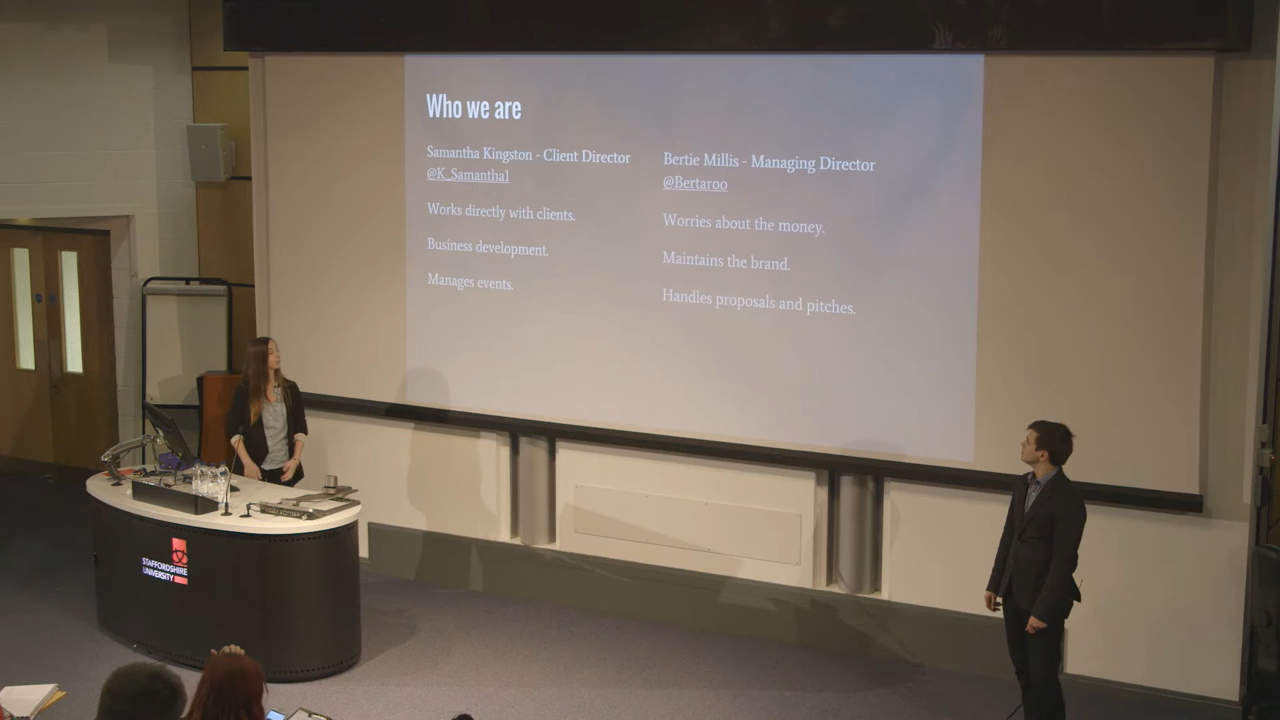 Who we are
Samantha Kingston - Client Director
@K_Samantha1
Works directly with clients.
Business development.
Manages events.
Bertie Millis - Managing Director
@Bertaroo
Worries about the money.
Maintains the brand.
Handles proposals and pitches.
STAFFORDSHIRE
UNIVERSITY